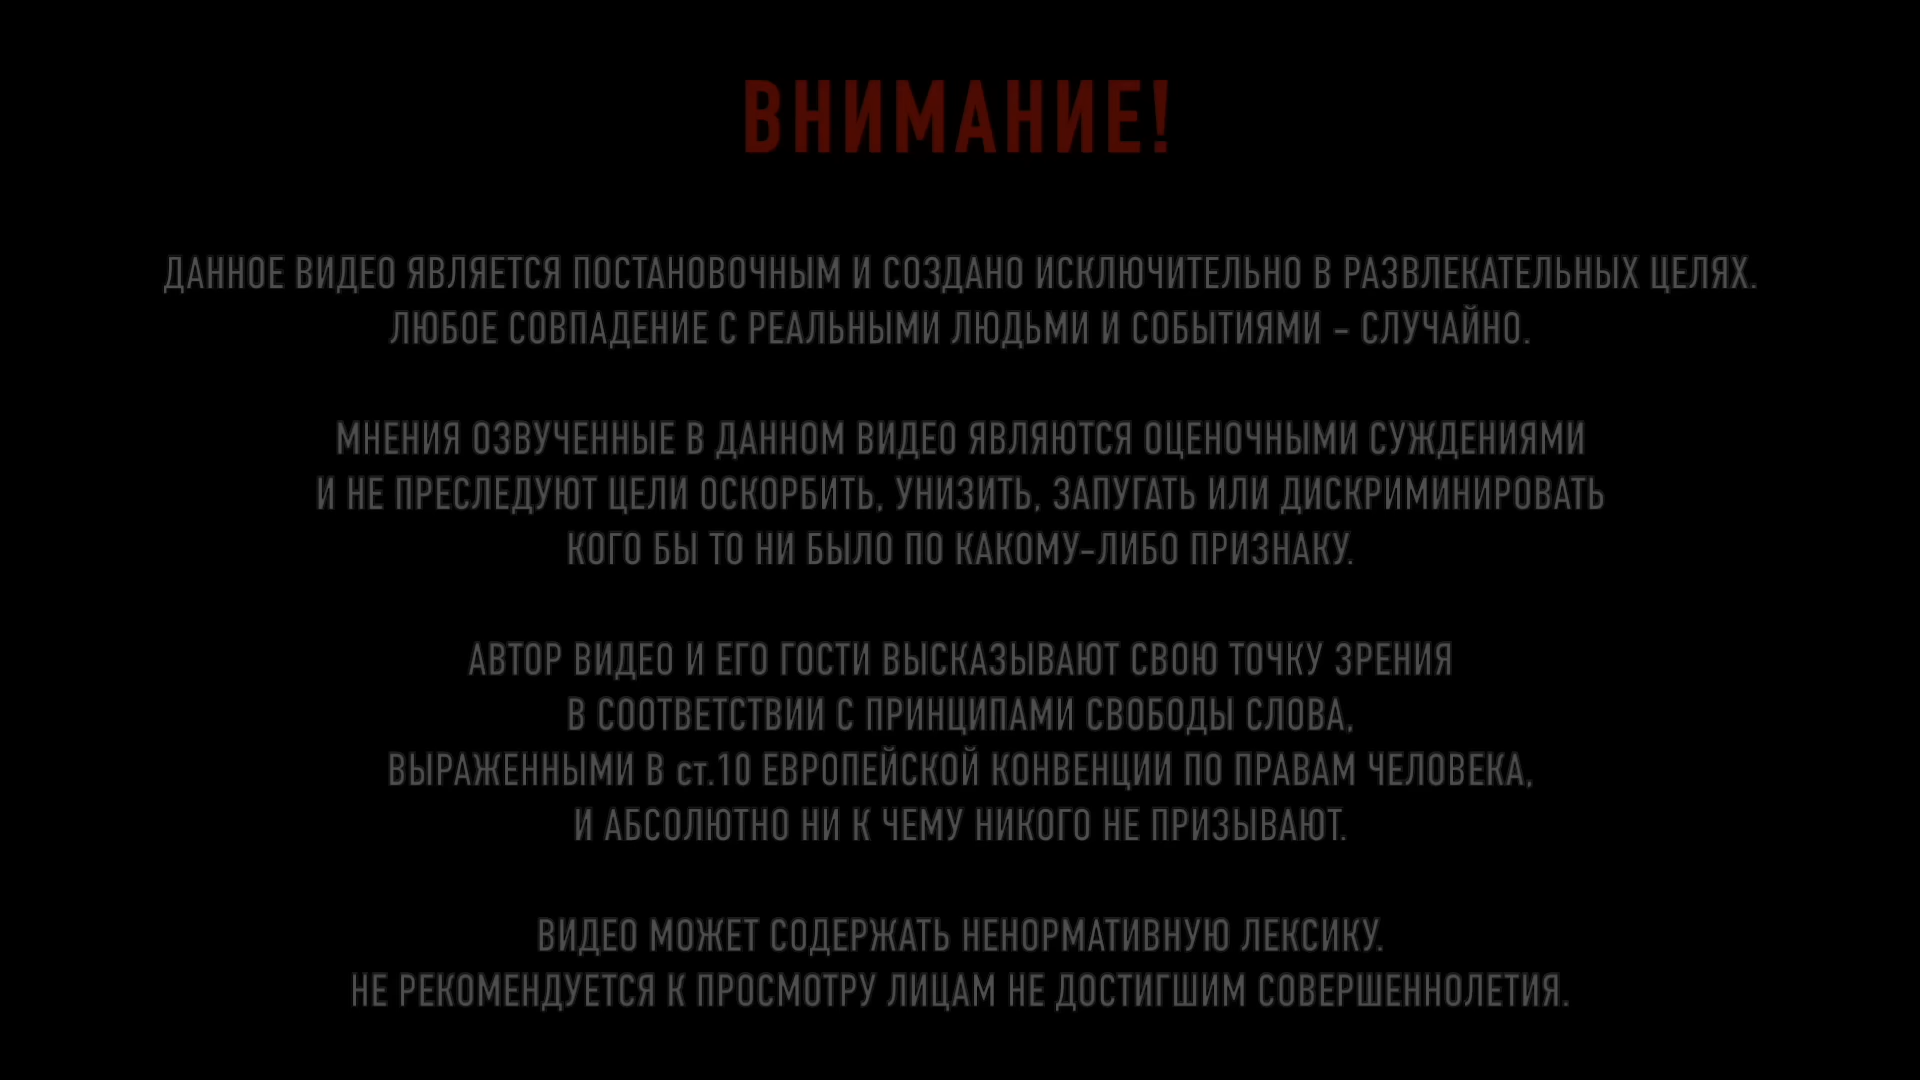 ВНИМАНИЕ!
ДАННОЕ ВИДЕО ЯВЛЯЕТСЯ ПОСТАНОВОЧНЫМ И СОЗДАНО ИСКЛЮЧИТЕЛЬНО В РАЗВЛЕКАТЕЛЬНЫХ ЦЕЛЯХ.
ЛЮБОЕ СОВПАДЕНИЕ С РЕАЛЬНЫМИ ЛЮДЬМИ И СОБЫТИЯМИ - СЛУЧАЙНО.
МНЕНИЯ ОЗВУЧЕННЫЕ В ДАННОМ ВИДЕО ЯВЛЯЮТСЯ ОЦЕНОЧНЫМИ СУЖДЕНИЯМИ
И НЕ ПРЕСЛЕДУЮТ ЦЕЛИ ОСКОРБИТЬ, УНИЗИТЬ, ЗАПУГАТЬ ИЛИ ДИСКРИМИНИРОВАТЬ
КОГО БЫ ТО НИ БЫЛО ПО КАКОМУ-ЛИБО ПРИЗНАКУ.
АВТОР ВИДЕО И ЕГО ГОСТИ ВЫСКАЗЫВАЮТ СВОЮ ТОЧКУ ЗРЕНИЯ
В СООТВЕТСТВИИ С ПРИНЦИПАМИ СВОБОДЫ СЛОВА,
ВЫРАЖЕННЫМИ В ст.10 ЕВРОПЕЙСКОЙ КОНВЕНЦИИ ПО ПРАВАМ ЧЕЛОВЕКА,
И АБСОЛЮТНО НИ К ЧЕМУ НИКОГО НЕ ПРИЗЫВАЮТ.
ВИДЕО МОЖЕТ СОДЕРЖАТЬ НЕНОРМАТИВНУЮ ЛЕКСИКУ.
НЕ РЕКОМЕНДУЕТСЯ К ПРОСМОТРУ ЛИЦАМ НЕ ДОСТИГШИМ СОВЕРШЕННОЛЕТИЯ.